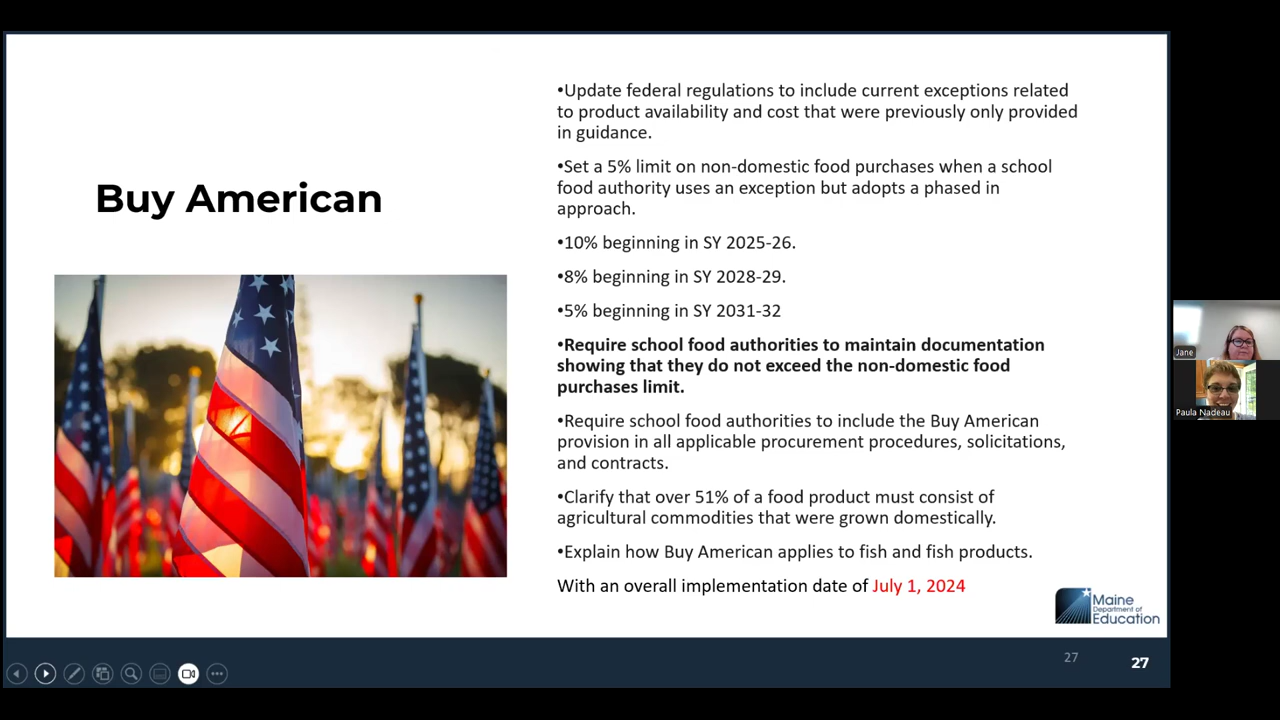 Buy American
•Update federal regulations to include current exceptions related
to product availability and cost that were previously only provided
in guidance.
•Set a 5% limit on non-domestic food purchases when a school
food authority uses an exception but adopts a phased in
approach.
•10% beginning in SY 2025-26.
•8% beginning in SY 2028-29.
•5% beginning in SY 2031-32
•Require school food authorities to maintain documentation
showing that they do not exceed the non-domestic food
purchases limit.
•Require school food authorities to include the Buy American
provision in all applicable procurement procedures, solicitations,
and contracts.
•Clarify that over 51% of a food product must consist of
agricultural commodities that were grown domestically.
•Explain how Buy American applies to fish and fish products.
With an overall implementation date of July 1, 2024
Maine
Department of
Education
27
27
Jane
Paula Nadeau